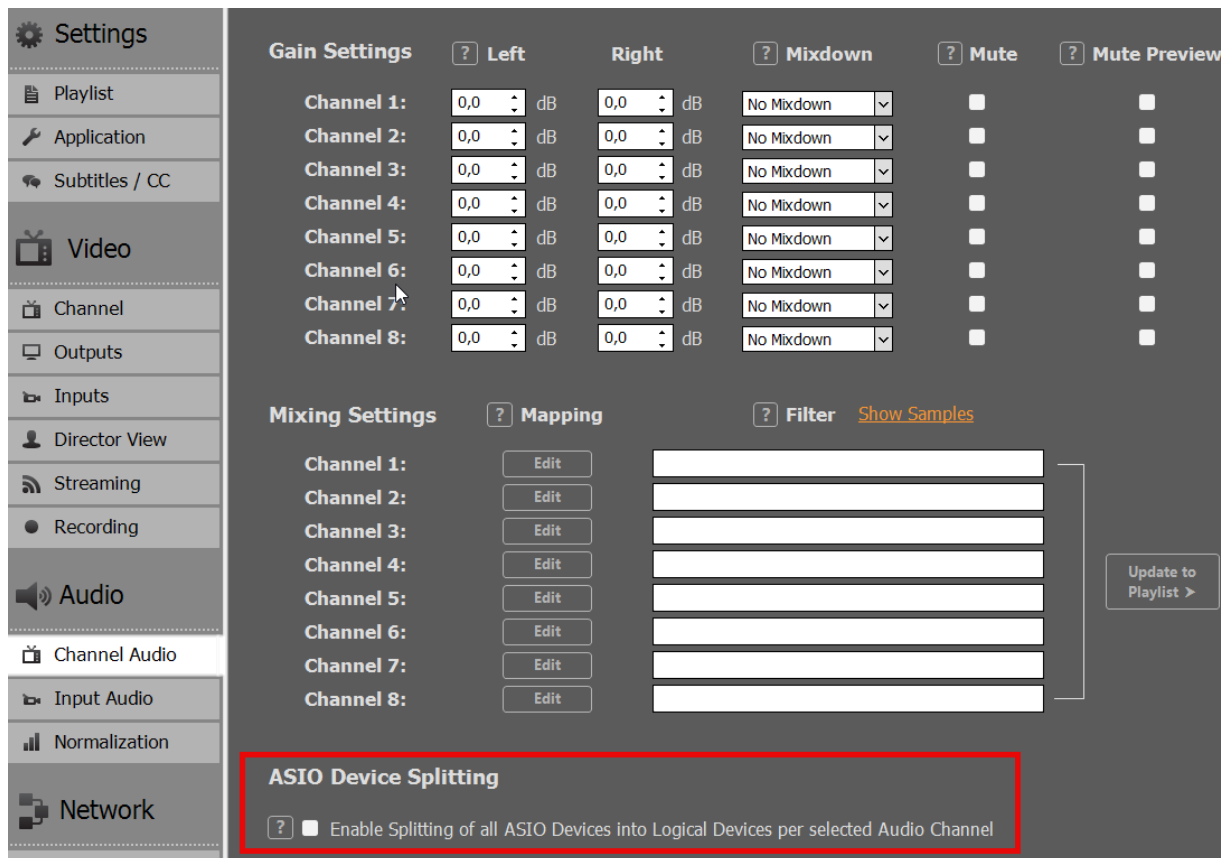 Settings
Playlist
Application
Subtitles / CC
Video
Channel
Outputs
Inputs
Director View
Streaming
Recording
Audio
Channel Audio
Input Audio
Normalization
Network
Gain Settings ? Left Right ? Mixdown ? Mute ? Mute Preview
Channel 1: 0,0 dB 0,0 dB No Mixdown
Channel 2: 0,0 dB 0,0 dB No Mixdown
Channel 3: 0,0 dB 0,0 dB No Mixdown
Channel 4: 0,0 dB 0,0 dB No Mixdown
Channel 5: 0,0 dB 0,0 dB No Mixdown
Channel 6: 0,0 dB 0,0 dB No Mixdown
Channel 7: 0,0 dB 0,0 dB No Mixdown
Channel 8: 0,0 dB 0,0 dB No Mixdown
Mixing Settings ? Mapping ? Filter Show Samples
Channel 1: Edit
Channel 2: Edit
Channel 3: Edit
Channel 4: Edit
Channel 5: Edit
Channel 6: Edit
Channel 7: Edit
Channel 8: Edit
Update to
Playlist ➤
ASIO Device Splitting
? Enable Splitting of all ASIO Devices into Logical Devices per selected Audio Channel